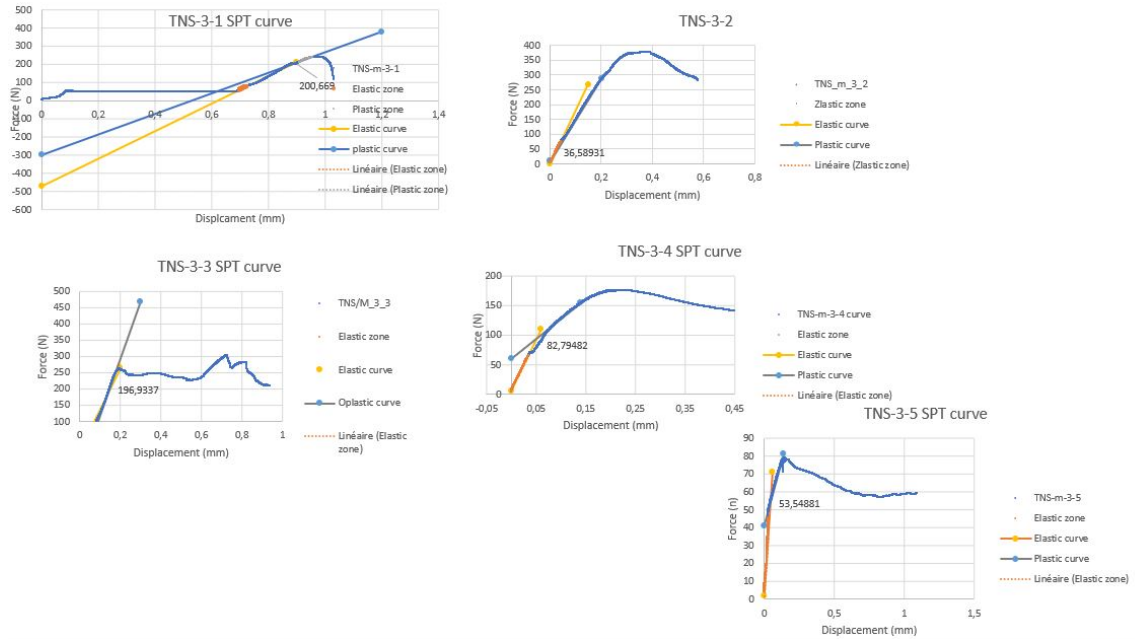 TNS-3-1 SPT curve
500
400
300
200
100
0
-100
-200
-300
-400
-500
-600
0
0,2
0,4
0,6
0,8
1
1,2
1,4
Force (N)
Displcament (mm)
200,669
TNS-m-3-1
Elastic zone
Plastic zone
Elastic curve
plastic curve
Linéaire (Elastic zone)
Linéaire (Plastic zone)
TNS-3-2
400
350
300
250
200
150
100
50
0
0
0,2
0,4
0,6
0,8
Force (N)
Displacement (mm)
36,58931
TNS_m_3_2
Zlastic zone
Elastic curve
Plastic curve
Linéaire (Zlastic zone)
TNS-3-3 SPT curve
500
450
400
350
300
250
200
150
100
0
0,2
0,4
0,6
0,8
1
Force (N)
Displacement (mm)
196,9337
TNS/M_3_3
Elastic zone
Elastic curve
Oplastic curve
Linéaire (Elastic
zone)
TNS-3-4 SPT curve
200
150
100
50
0
-0,05
0,05
0,15
0,25
0,35
0,45
Force (N)
Displacement (mm)
82,79482
TNS-m-3-4 curve
Elastic zone
Elastic curve
Plastic curve
Linéaire (Elastic zone)
TNS-3-5 SPT curve
90
80
70
60
50
40
30
20
10
0
0
0,5
1
1,5
Force (n)
Displacement (mm)
53,54881
TNS-m-3-5
Elastic zone
Elastic curve
Plastic curve
Linéaire (Elastic zone)